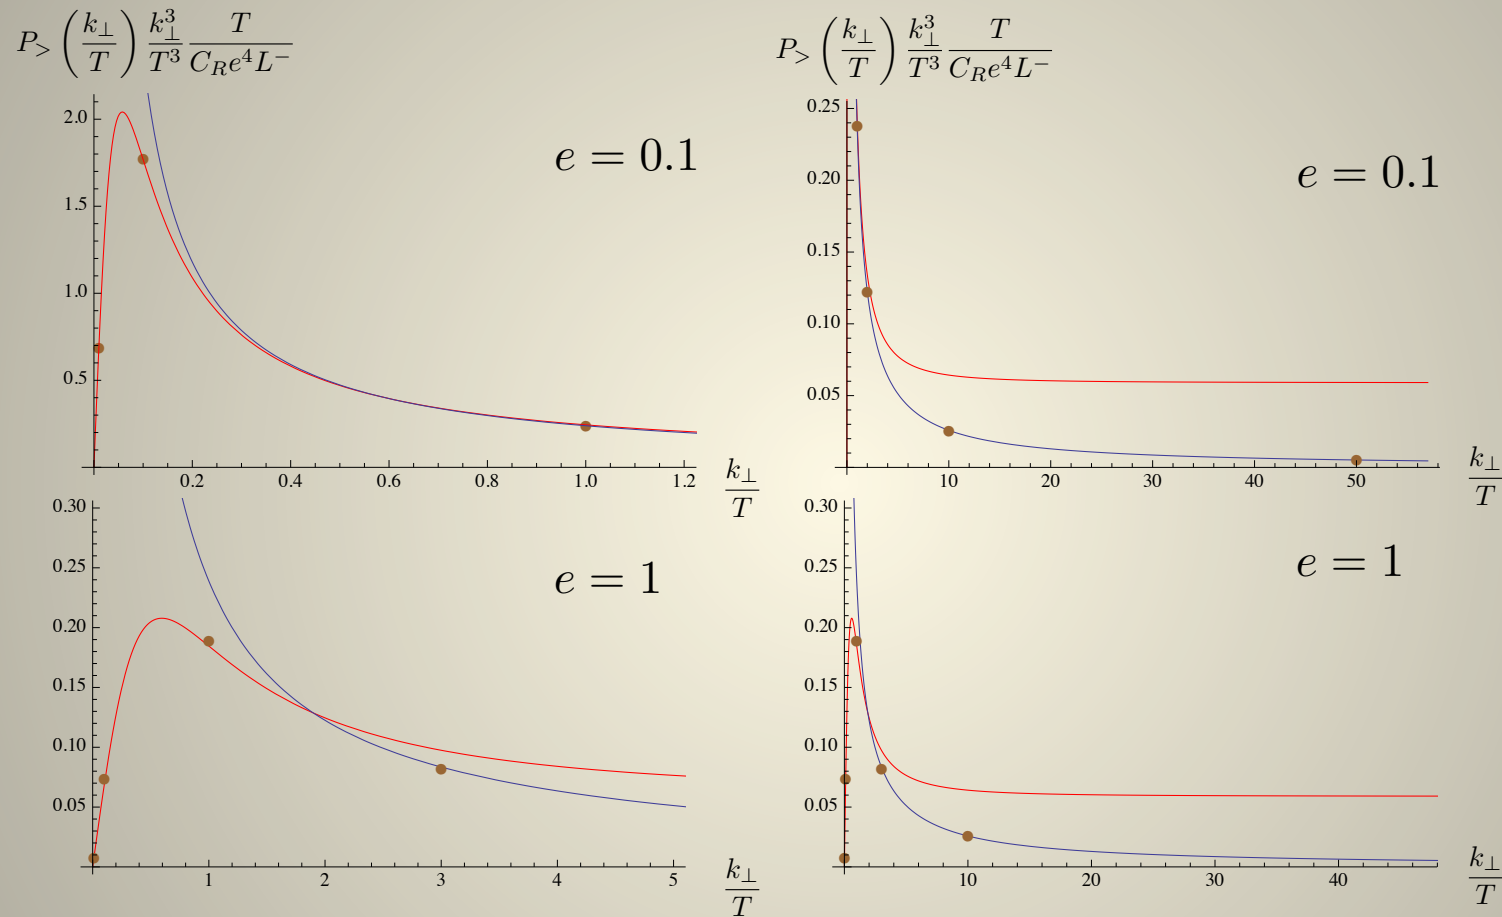 P_> ( k_⊥ / T ) k_⊥^3 / T^3 T / C_R e^4 L^-
P_> ( k_⊥ / T ) k_⊥^3 / T^3 T / C_R e^4 L^-
2.0
1.5
1.0
0.5
0.2 0.4 0.6 0.8 1.0 1.2
k_⊥ / T
e = 0.1
0.25
0.20
0.15
0.10
0.05
10 20 30 40 50
k_⊥ / T
e = 0.1
0.30
0.25
0.20
0.15
0.10
0.05
1 2 3 4 5
k_⊥ / T
e = 1
0.30
0.25
0.20
0.15
0.10
0.05
10 20 30 40
k_⊥ / T
e = 1